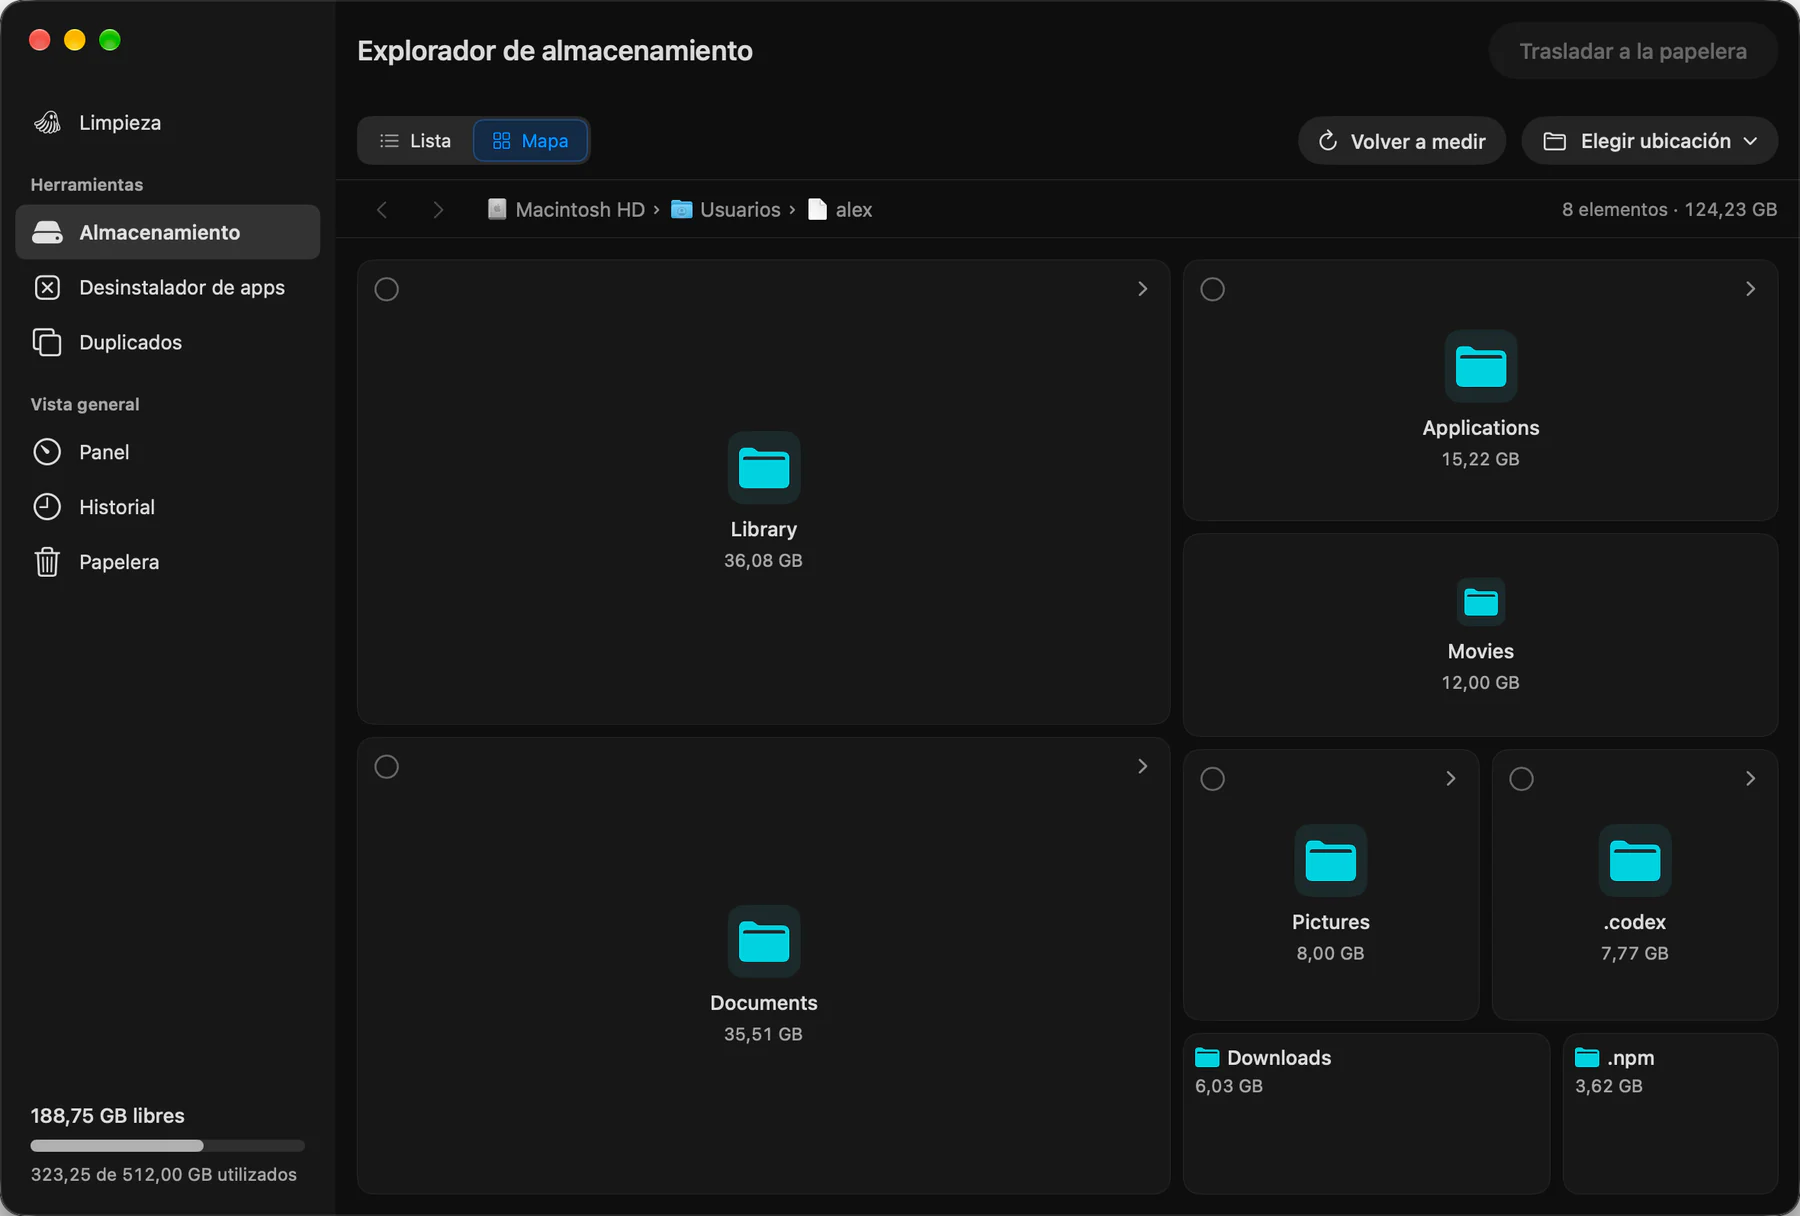 Explorador de almacenamiento
Trasladar a la papelera
Limpieza
Herramientas
Almacenamiento
Desinstalador de apps
Duplicados
Vista general
Panel
Historial
Papelera
188,75 GB libres
323,25 de 512,00 GB utilizados
Lista
Mapa
Volver a medir
Elegir ubicación
Macintosh HD › Usuarios › alex
8 elementos · 124,23 GB
Library
36,08 GB
Documents
35,51 GB
Applications
15,22 GB
Movies
12,00 GB
Pictures
8,00 GB
.codex
7,77 GB
Downloads
6,03 GB
.npm
3,62 GB